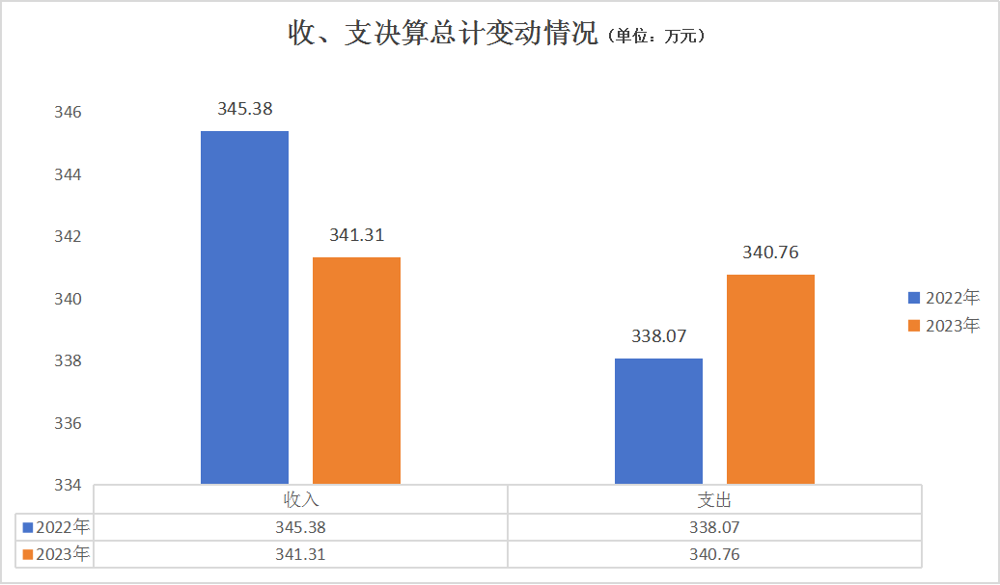 收、支决算总计变动情况（单位：万元）
346
344
342
340
338
336
334
345.38
341.31
338.07
340.76
2022年
2023年
收入 支出
2022年 345.38 338.07
2023年 341.31 340.76